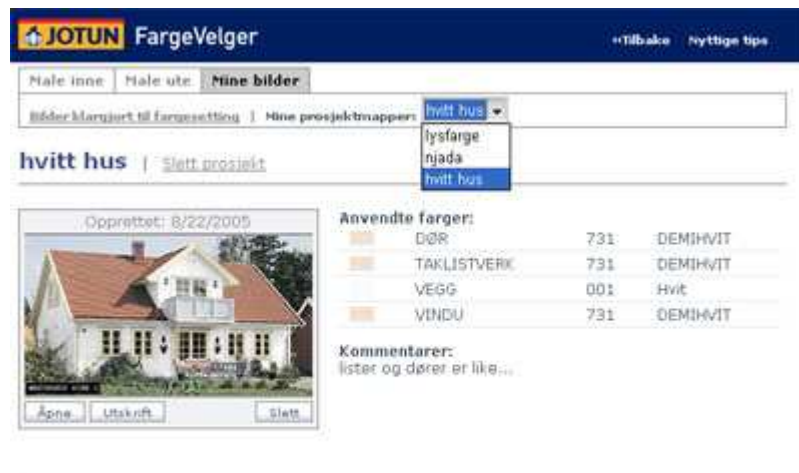 JOTUN FargeVelger
«Tilbake Nyttige tips
Male inne Male ute Mine bilder
Bilder klargjort til fargesetting | Mine prosjektmapper: hvitt hus
lysfarge
njada
hvitt hus
hvitt hus | Slett prosjekt
Opprettet: 8/22/2005
Åpne Utskrift Slett
Anvendte farger:
DØR 731 DEMIHVIT
TAKLISTVERK 731 DEMIHVIT
VEGG 001 Hvit
VINDU 731 DEMIHVIT
Kommentarer:
lister og dører er like...